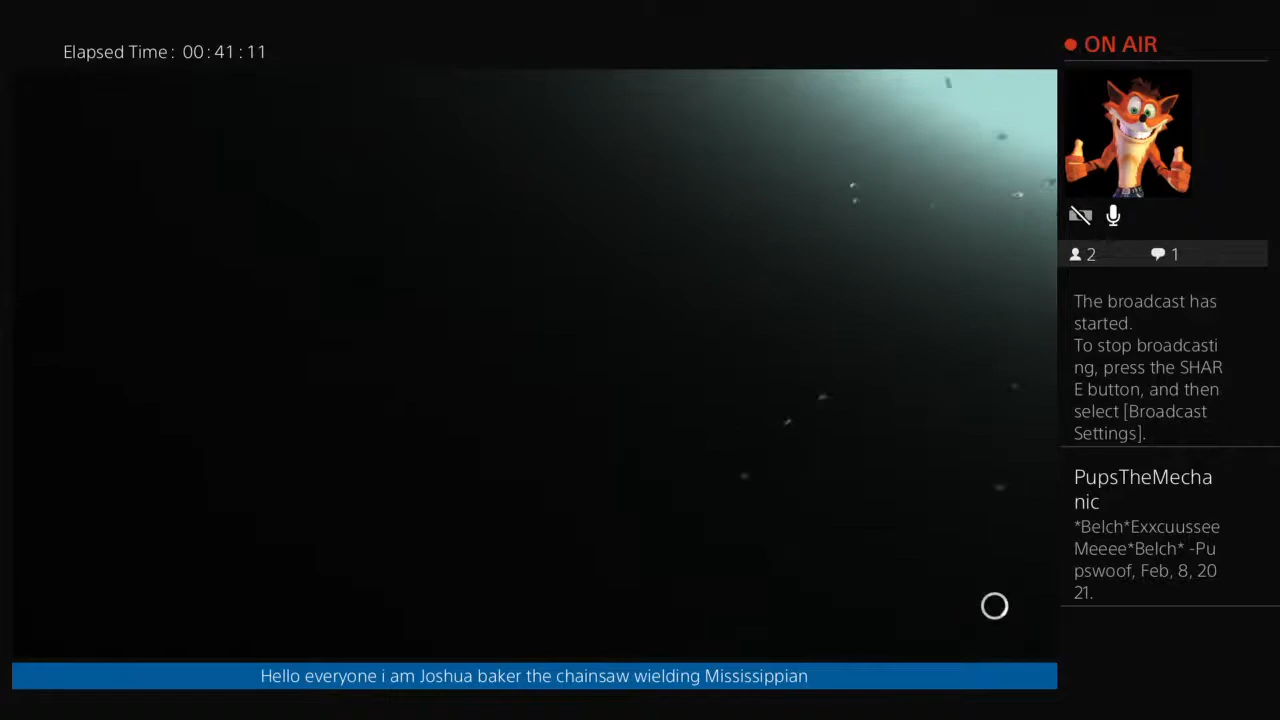 Elapsed Time: 00:41:11
ON AIR
2
1
The broadcast has
started.
To stop broadcasti
ng, press the SHAR
E button, and then
select [Broadcast
Settings].
PupsTheMecha
nic
*Belch*Exxcuussee
Meeee*Belch* -Pu
pswoof, Feb, 8, 20
21.
Hello everyone i am Joshua baker the chainsaw wielding Mississippian